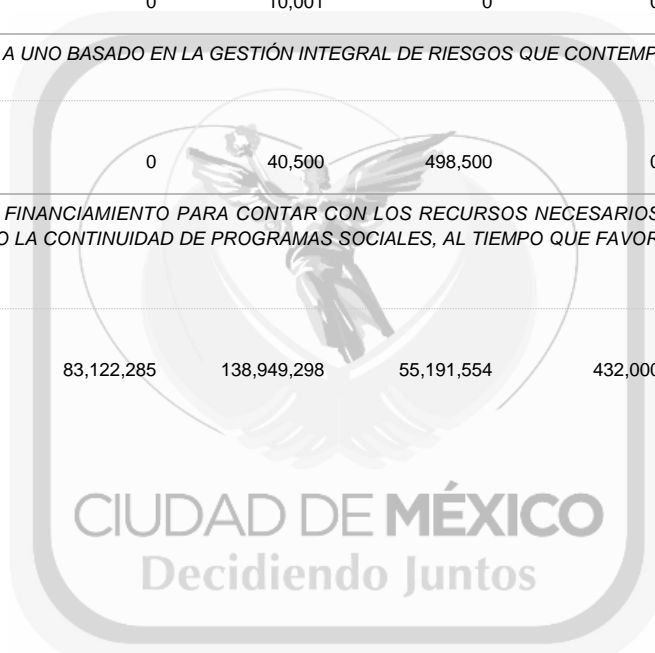 0 10,001 0
A UNO BASADO EN LA GESTIÓN INTEGRAL DE RIESGOS QUE CONTEMP
0 40,500 498,500 0
FINANCIAMIENTO PARA CONTAR CON LOS RECURSOS NECESARIOS
O LA CONTINUIDAD DE PROGRAMAS SOCIALES, AL TIEMPO QUE FAVOR
83,122,285 138,949,298 55,191,554 432,000
CIUDAD DE MÉXICO
Decidiendo Juntos